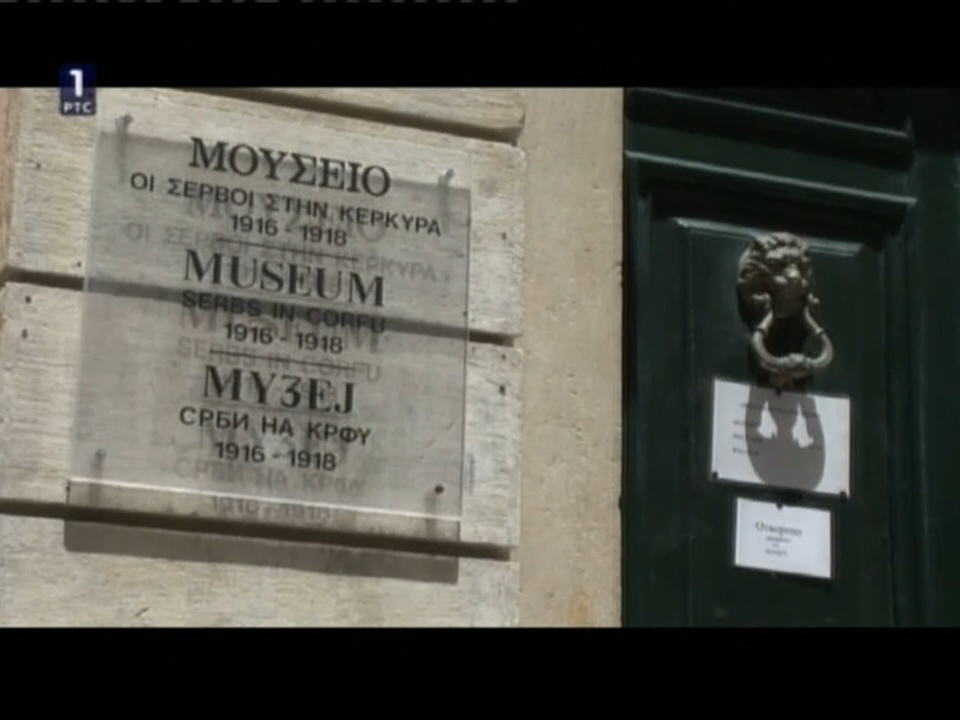 1
РТС
ΜΟΥΣΕΙΟ
ΟΙ ΣΕΡΒΟΙ ΣΤΗΝ ΚΕΡΚΥΡΑ
1916 - 1918
MUSEUM
SERBS IN CORFU
1916 - 1918
МУЗЕЈ
СРБИ НА КРФУ
1916 - 1918